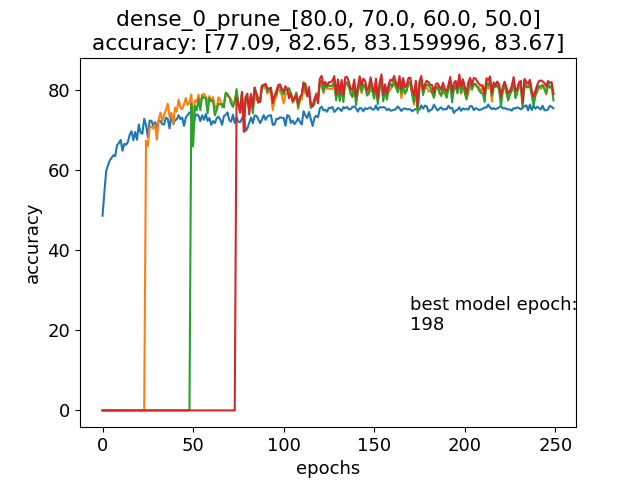 dense_0_prune_[80.0, 70.0, 60.0, 50.0]
accuracy: [77.09, 82.65, 83.159996, 83.67]
80
60
40
20
0
accuracy
best model epoch:
198
0 50 100 150 200 250
epochs